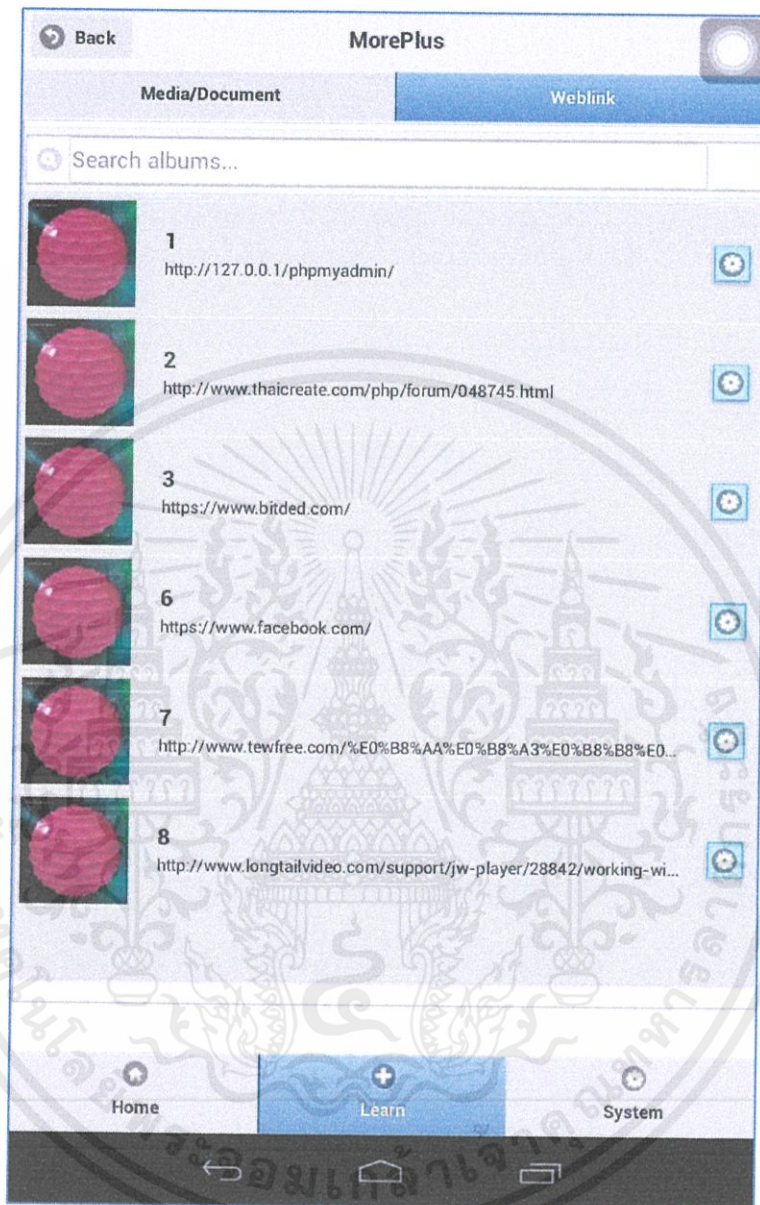 Back
MorePlus
Media/Document
Weblink
Search albums...
1
http://127.0.0.1/phpmyadmin/
2
http://www.thaicreate.com/php/forum/048745.html
3
https://www.bitded.com/
6
https://www.facebook.com/
7
http://www.tewfree.com/%E0%B8%AA%E0%B8%A3%E0%B8%B8%E0...
8
http://www.longtailvideo.com/support/jw-player/28842/working-wi...
Home
Learn
System